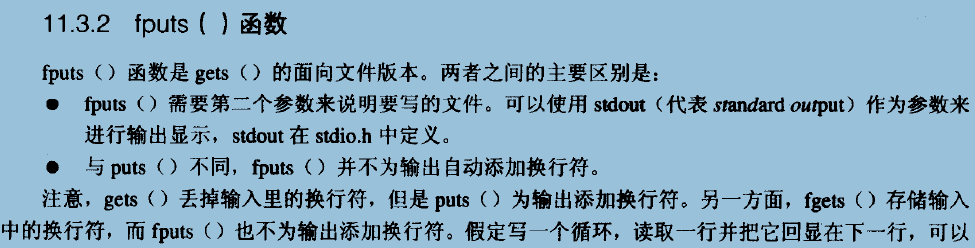 11.3.2 fputs ( ) 函数
fputs（）函数是 gets（）的面向文件版本。两者之间的主要区别是：
● fputs（）需要第二个参数来说明要写的文件。可以使用 stdout（代表 standard output）作为参数来
进行输出显示，stdout 在 stdio.h 中定义。
● 与 puts（）不同，fputs（）并不为输出自动添加换行符。
注意，gets（）丢掉输入里的换行符，但是 puts（）为输出添加换行符。另一方面，fgets（）存储输入
中的换行符，而 fputs（）也不为输出添加换行符。假定写一个循环，读取一行并把它回显在下一行，可以